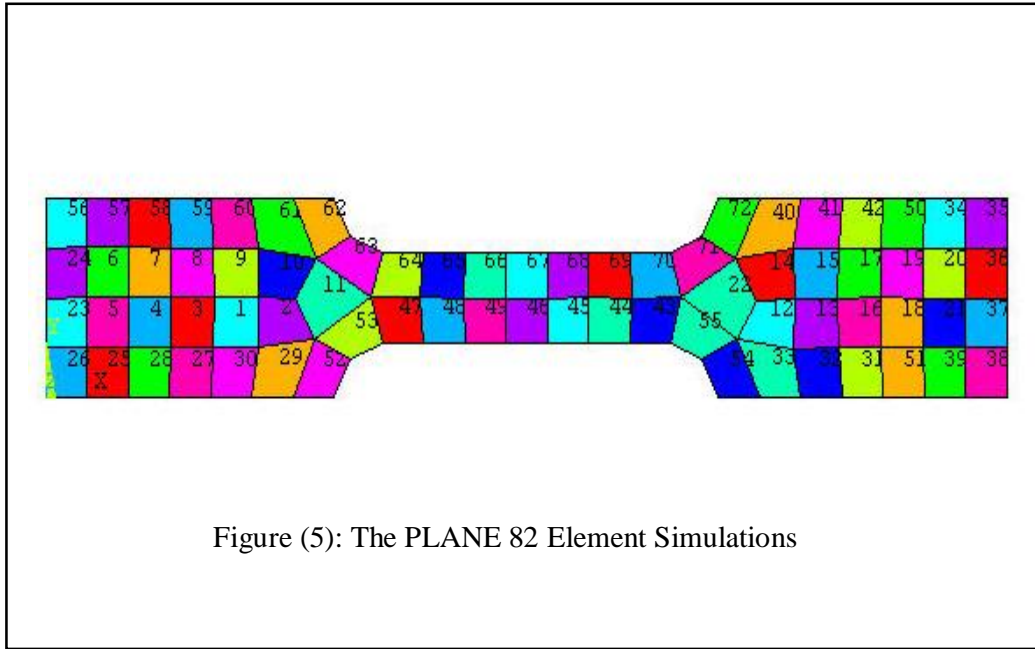 56 57 58 59 60 61 62 72 40 41 42 50 34 35
63 71
24 6 7 8 9 10 64 65 66 67 68 69 70 14 15 17 19 20 36
11 22
23 5 4 3 1 2 53 47 48 49 46 45 44 43 55 12 13 16 18 21 37
26 25 28 27 30 29 52 54 33 32 31 51 39 38
X
Figure (5): The PLANE 82 Element Simulations